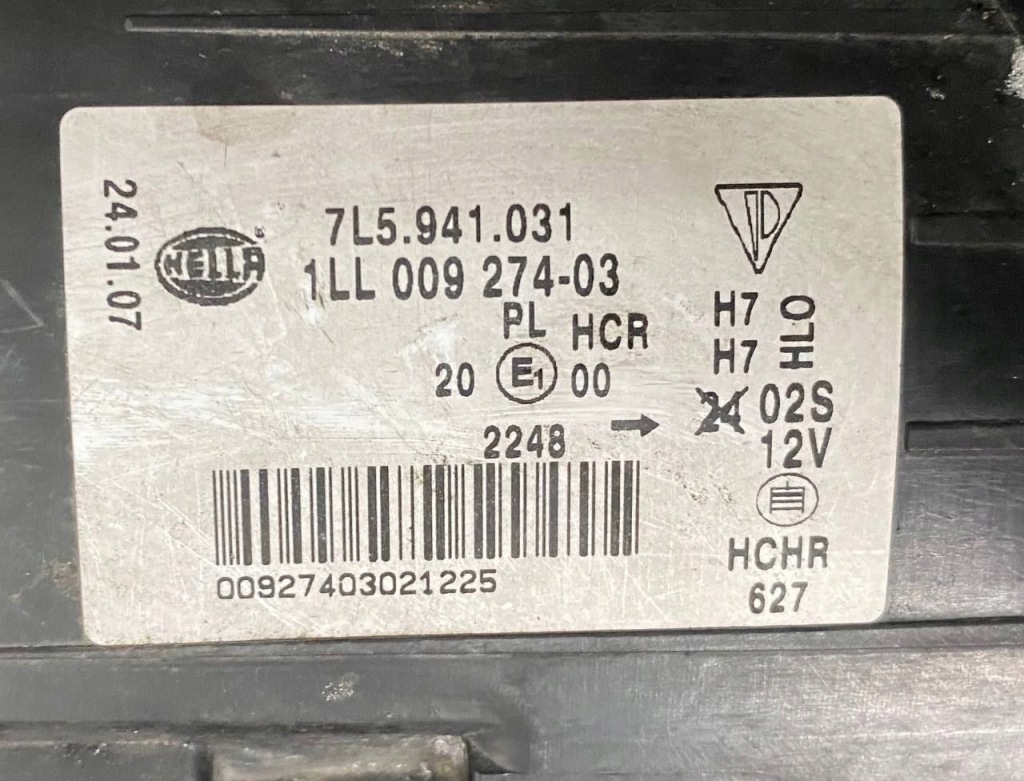 24.01.07
HELLA
7L5.941.031
1LL 009 274-03
PL HCR
20 E1 00
2248
H7
H7
HLO
24 02S
12V
HCHR
627
00927403021225